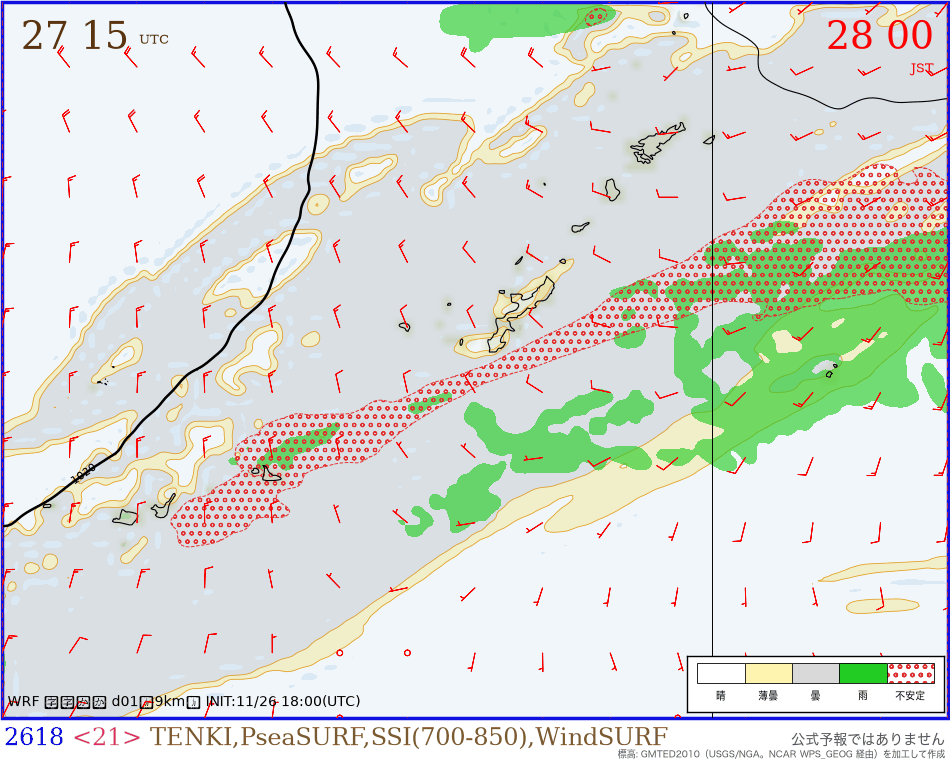 27 15 UTC
28 00
JST
1020
WRF d01 9km INIT:11/26-18:00(UTC)
晴 薄曇 曇 雨 不安定
2618 <21> TENKI,PseaSURF,SSI(700-850),WindSURF
公式予報ではありません
標高: GMTED2010（USGS/NGA。NCAR WPS_GEOG 経由）を加工して作成